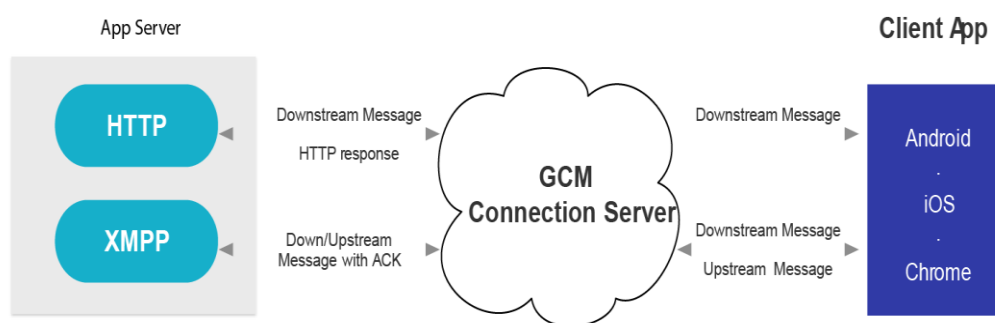 App Server
Client App
HTTP
Downstream Message
HTTP response
XMPP
Down/Upstream
Message with ACK
GCM
Connection Server
Downstream Message
Downstream Message
Upstream Message
Android
.
iOS
.
Chrome